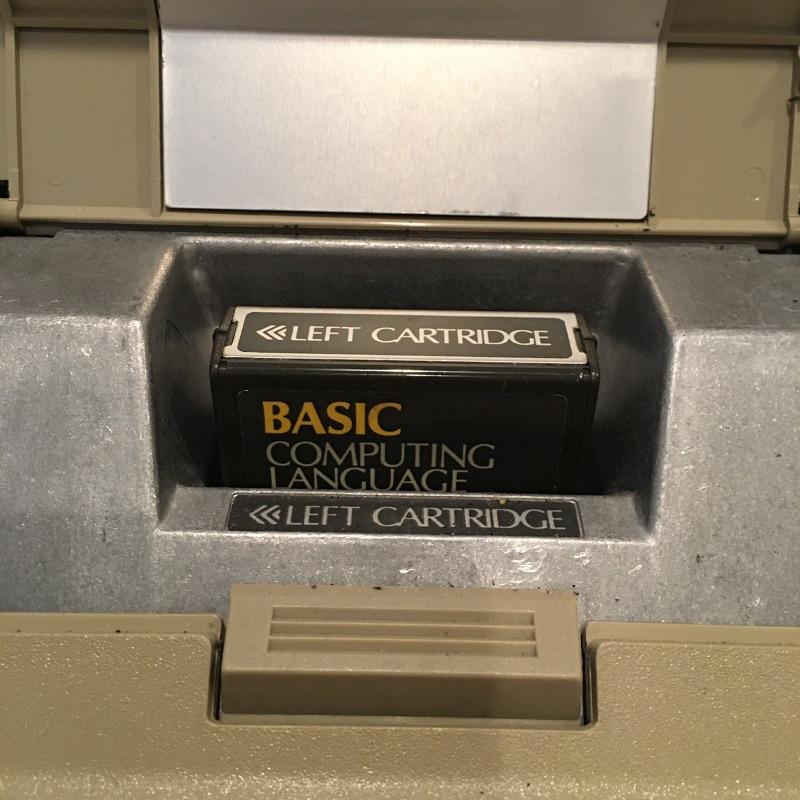 <<<LEFT CARTRIDGE
BASIC
COMPUTING
LANGUAGE
<<<LEFT CARTRIDGE